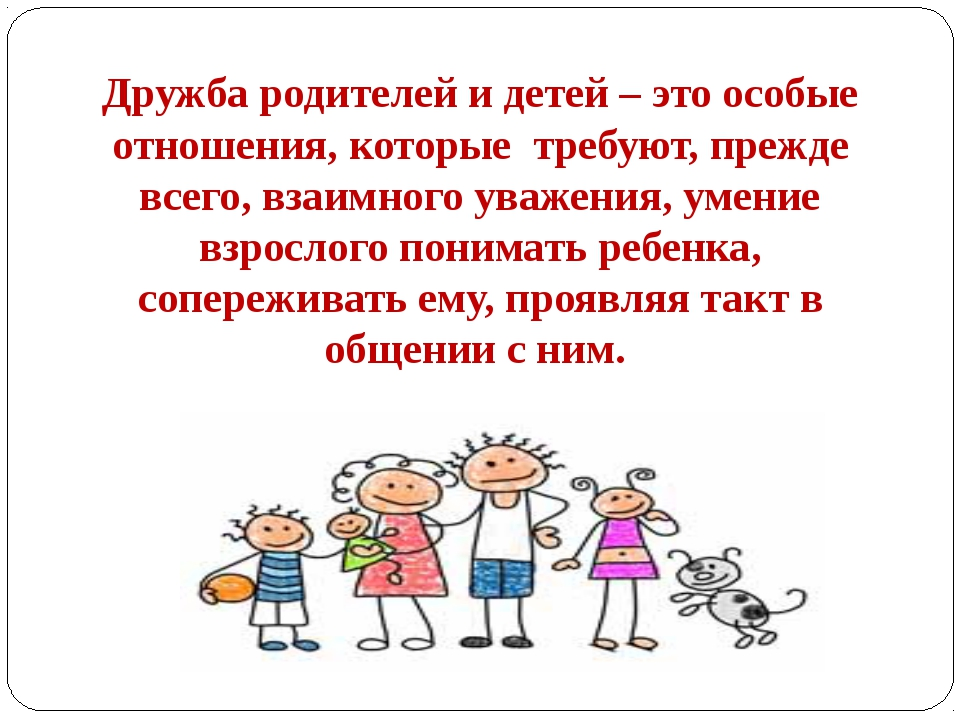 Дружба родителей и детей – это особые
отношения, которые  требуют, прежде
всего, взаимного уважения, умение
взрослого понимать ребенка,
сопереживать ему, проявляя такт в
общении с ним.